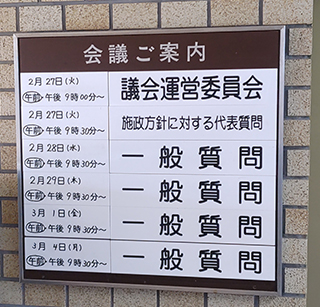 会議ご案内
2月27日(火)
午前・午後 9時00分～
議会運営委員会
2月27日(火)
午前・午後 9時30分～
施政方針に対する代表質問
2月28日(水)
午前・午後 9時30分～
一般質問
2月29日(木)
午前・午後 9時30分～
一般質問
3月 1日(金)
午前・午後 9時30分～
一般質問
3月 4日(月)
午前・午後 9時30分～
一般質問